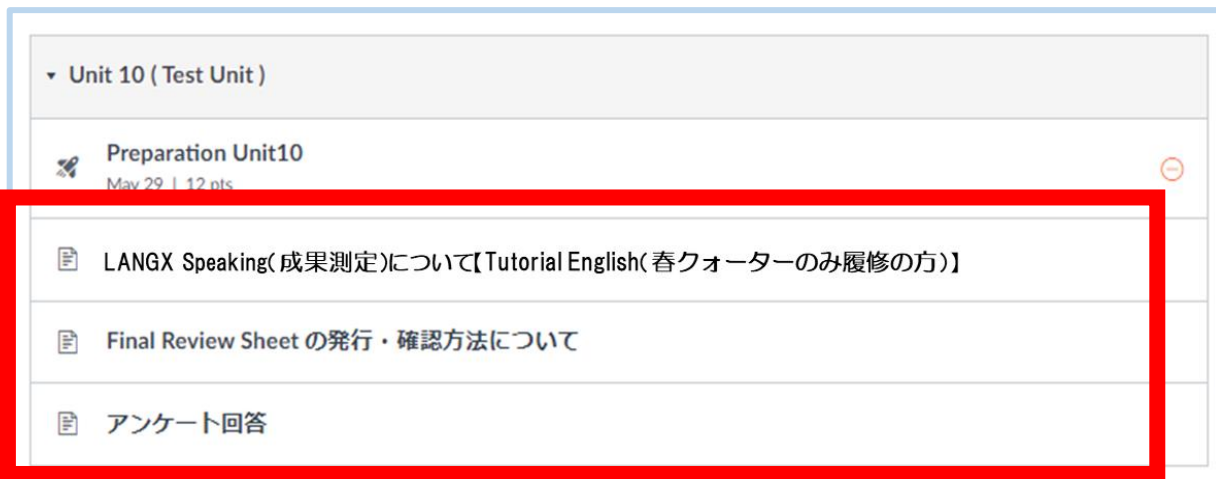 Unit 10 ( Test Unit )
Preparation Unit10
May 29 | 12 pts
LANGX Speaking(成果測定)について【Tutorial English(春クォーターのみ履修の方)】
Final Review Sheet の発行・確認方法について
アンケート回答